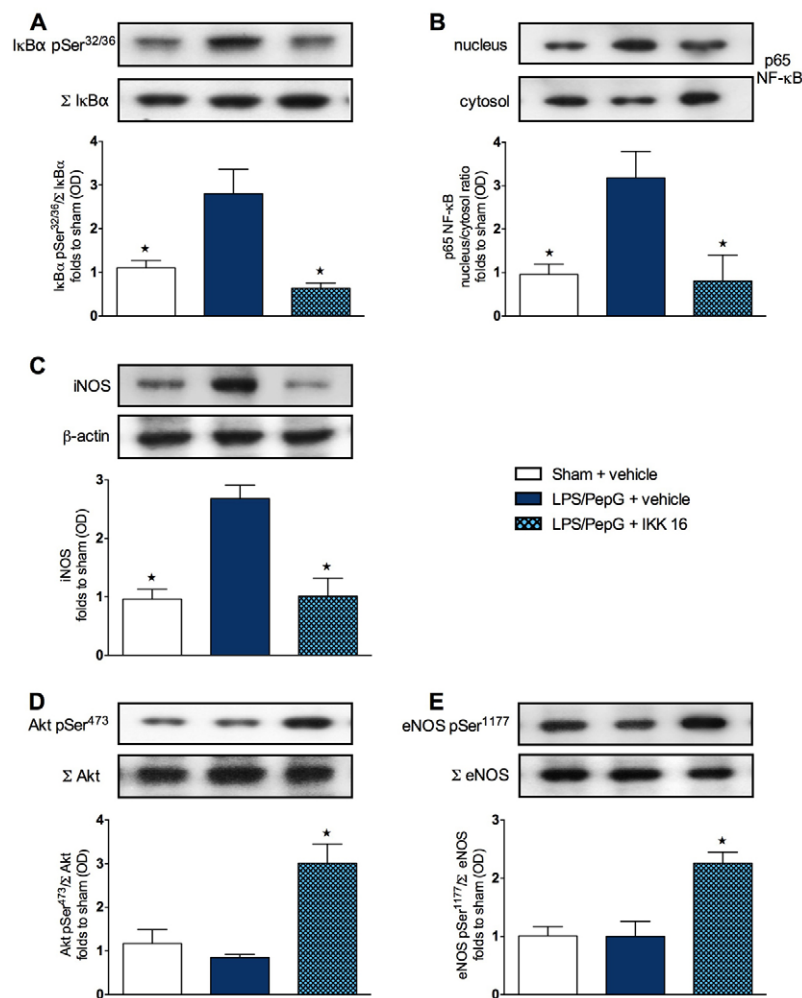 A
IκBα pSer32/36
Σ IκBα
IκBα pSer32/36/Σ IκBα
folds to sham (OD)
4
3
2
1
0
★
★
B
nucleus
cytosol
p65
NF-κB
p65 NF-κB
nucleus/cytosol ratio
folds to sham (OD)
4
3
2
1
0
★
★
C
iNOS
β-actin
iNOS
folds to sham (OD)
3
2
1
0
★
★
Sham + vehicle
LPS/PepG + vehicle
LPS/PepG + IKK 16
D
Akt pSer473
Σ Akt
Akt pSer473/Σ Akt
folds to sham (OD)
4
3
2
1
0
★
E
eNOS pSer1177
Σ eNOS
eNOS pSer1177/Σ eNOS
folds to sham (OD)
3
2
1
0
★